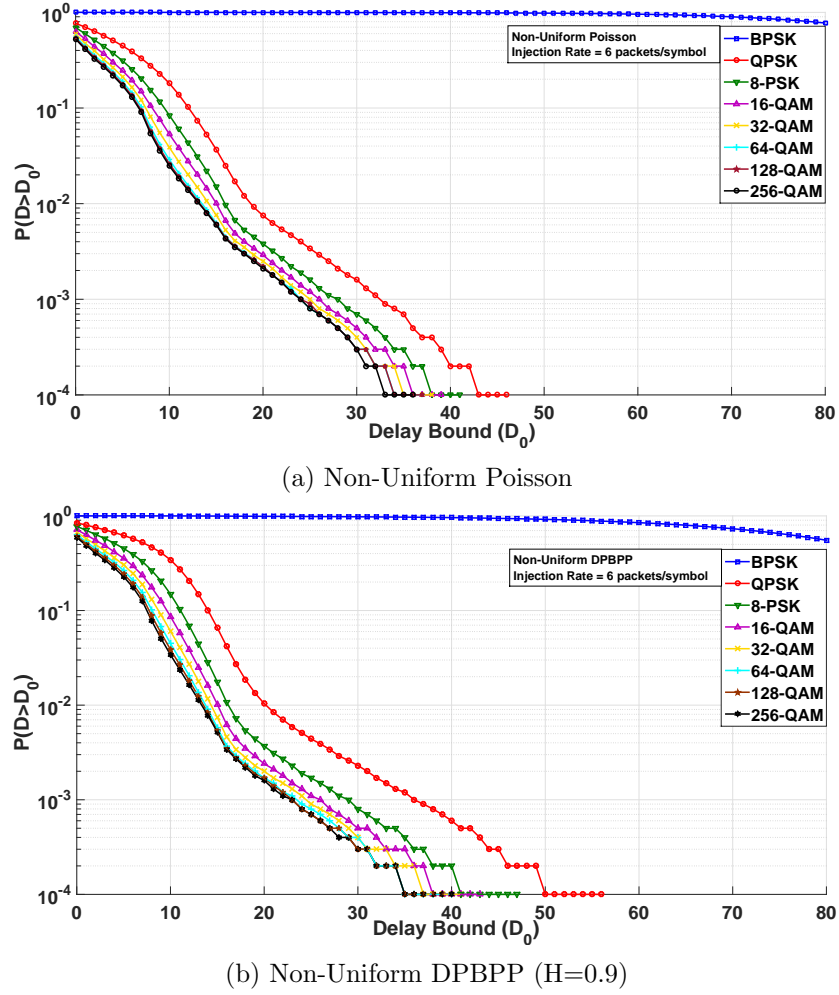 Non-Uniform Poisson
Injection Rate = 6 packets/symbol
BPSK
QPSK
8-PSK
16-QAM
32-QAM
64-QAM
128-QAM
256-QAM
P(D>D0)
10^0
10^-1
10^-2
10^-3
10^-4
0 10 20 30 40 50 60 70 80
Delay Bound (D0)
(a) Non-Uniform Poisson
Non-Uniform DPBPP
Injection Rate = 6 packets/symbol
BPSK
QPSK
8-PSK
16-QAM
32-QAM
64-QAM
128-QAM
256-QAM
P(D>D0)
10^0
10^-1
10^-2
10^-3
10^-4
0 10 20 30 40 50 60 70 80
Delay Bound (D0)
(b) Non-Uniform DPBPP (H=0.9)